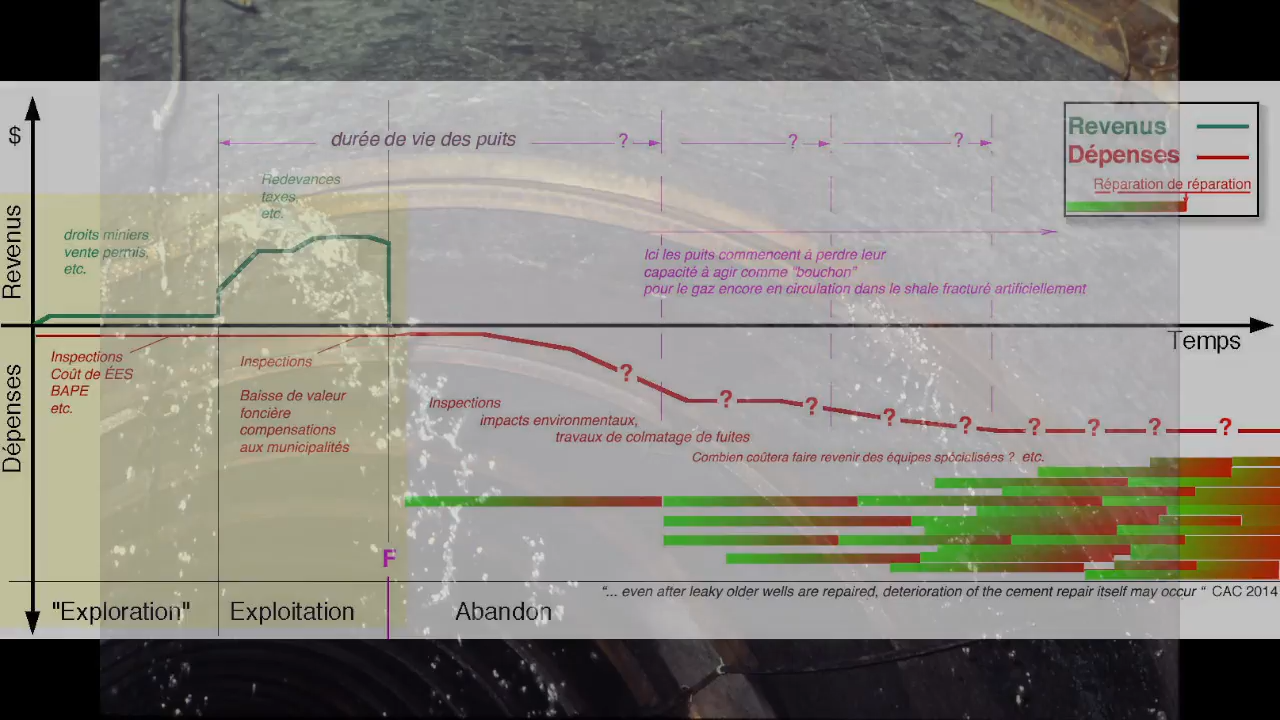 $
durée de vie des puits
?
?
?
Revenus
Dépenses
Réparation de réparation
Redevances
taxes,
etc.
droits miniers
vente permis,
etc.
Revenus
Ici les puits commencent à perdre leur
capacité à agir comme "bouchon"
pour le gaz encore en circulation dans le shale fracturé artificiellement
Temps
Dépenses
Inspections
Coût de ÉES
BAPE
etc.
Inspections
Baisse de valeur
foncière
compensations
aux municipalités
Inspections
impacts environmentaux,
travaux de colmatage de fuites
Combien coûtera faire revenir des équipes spéciclisées ? etc.
? ? ? ? ? ? ? ? ?
F
"Exploration"
Exploitation
Abandon
"... even after leaky older wells are repaired, deterioration of the cement repair itself may occur " CAC 2014